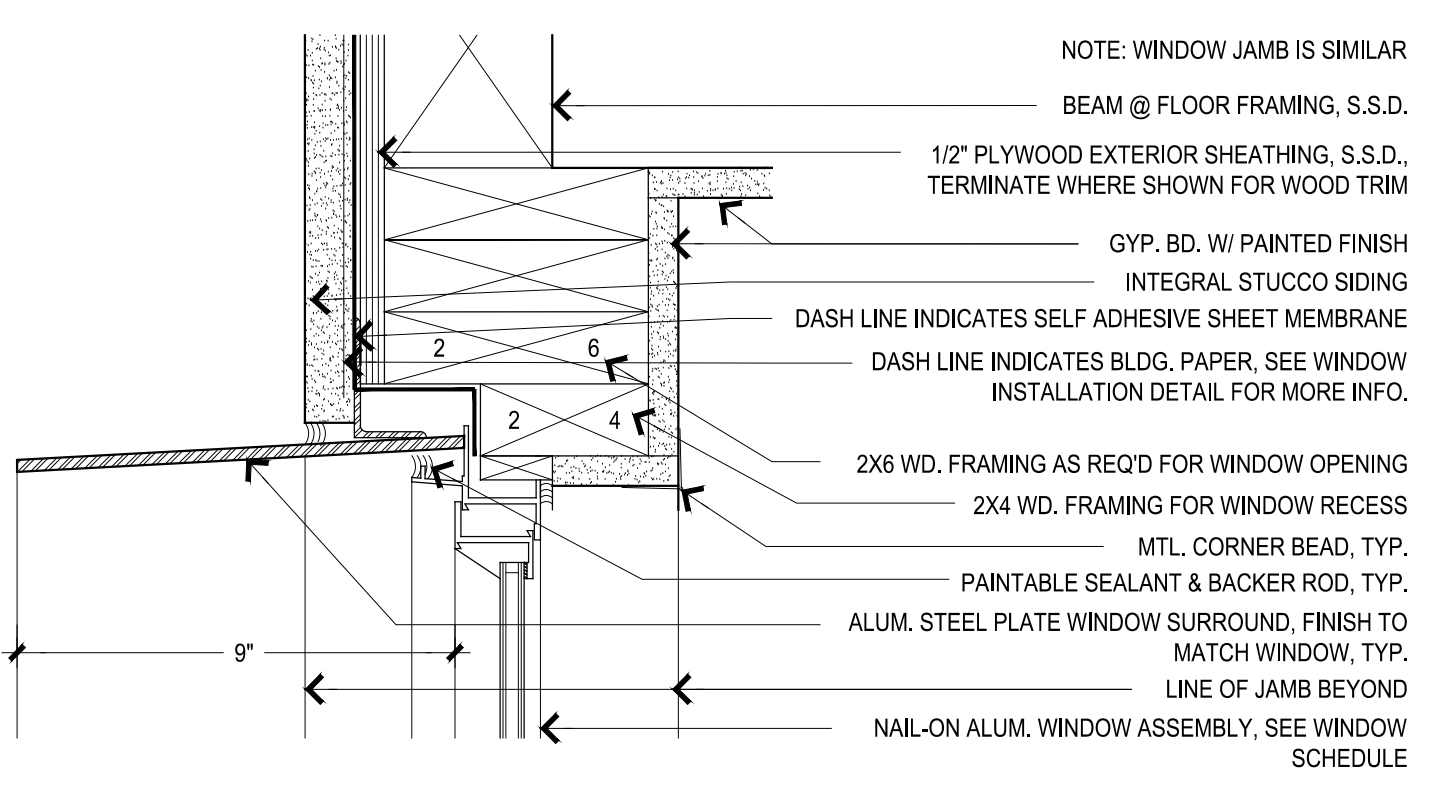 NOTE: WINDOW JAMB IS SIMILAR
BEAM @ FLOOR FRAMING, S.S.D.
1/2" PLYWOOD EXTERIOR SHEATHING, S.S.D.,
TERMINATE WHERE SHOWN FOR WOOD TRIM
GYP. BD. W/ PAINTED FINISH
INTEGRAL STUCCO SIDING
DASH LINE INDICATES SELF ADHESIVE SHEET MEMBRANE
2 6
DASH LINE INDICATES BLDG. PAPER, SEE WINDOW
INSTALLATION DETAIL FOR MORE INFO.
2 4
2X6 WD. FRAMING AS REQ'D FOR WINDOW OPENING
2X4 WD. FRAMING FOR WINDOW RECESS
MTL. CORNER BEAD, TYP.
PAINTABLE SEALANT & BACKER ROD, TYP.
ALUM. STEEL PLATE WINDOW SURROUND, FINISH TO
MATCH WINDOW, TYP.
9"
LINE OF JAMB BEYOND
NAIL-ON ALUM. WINDOW ASSEMBLY, SEE WINDOW
SCHEDULE